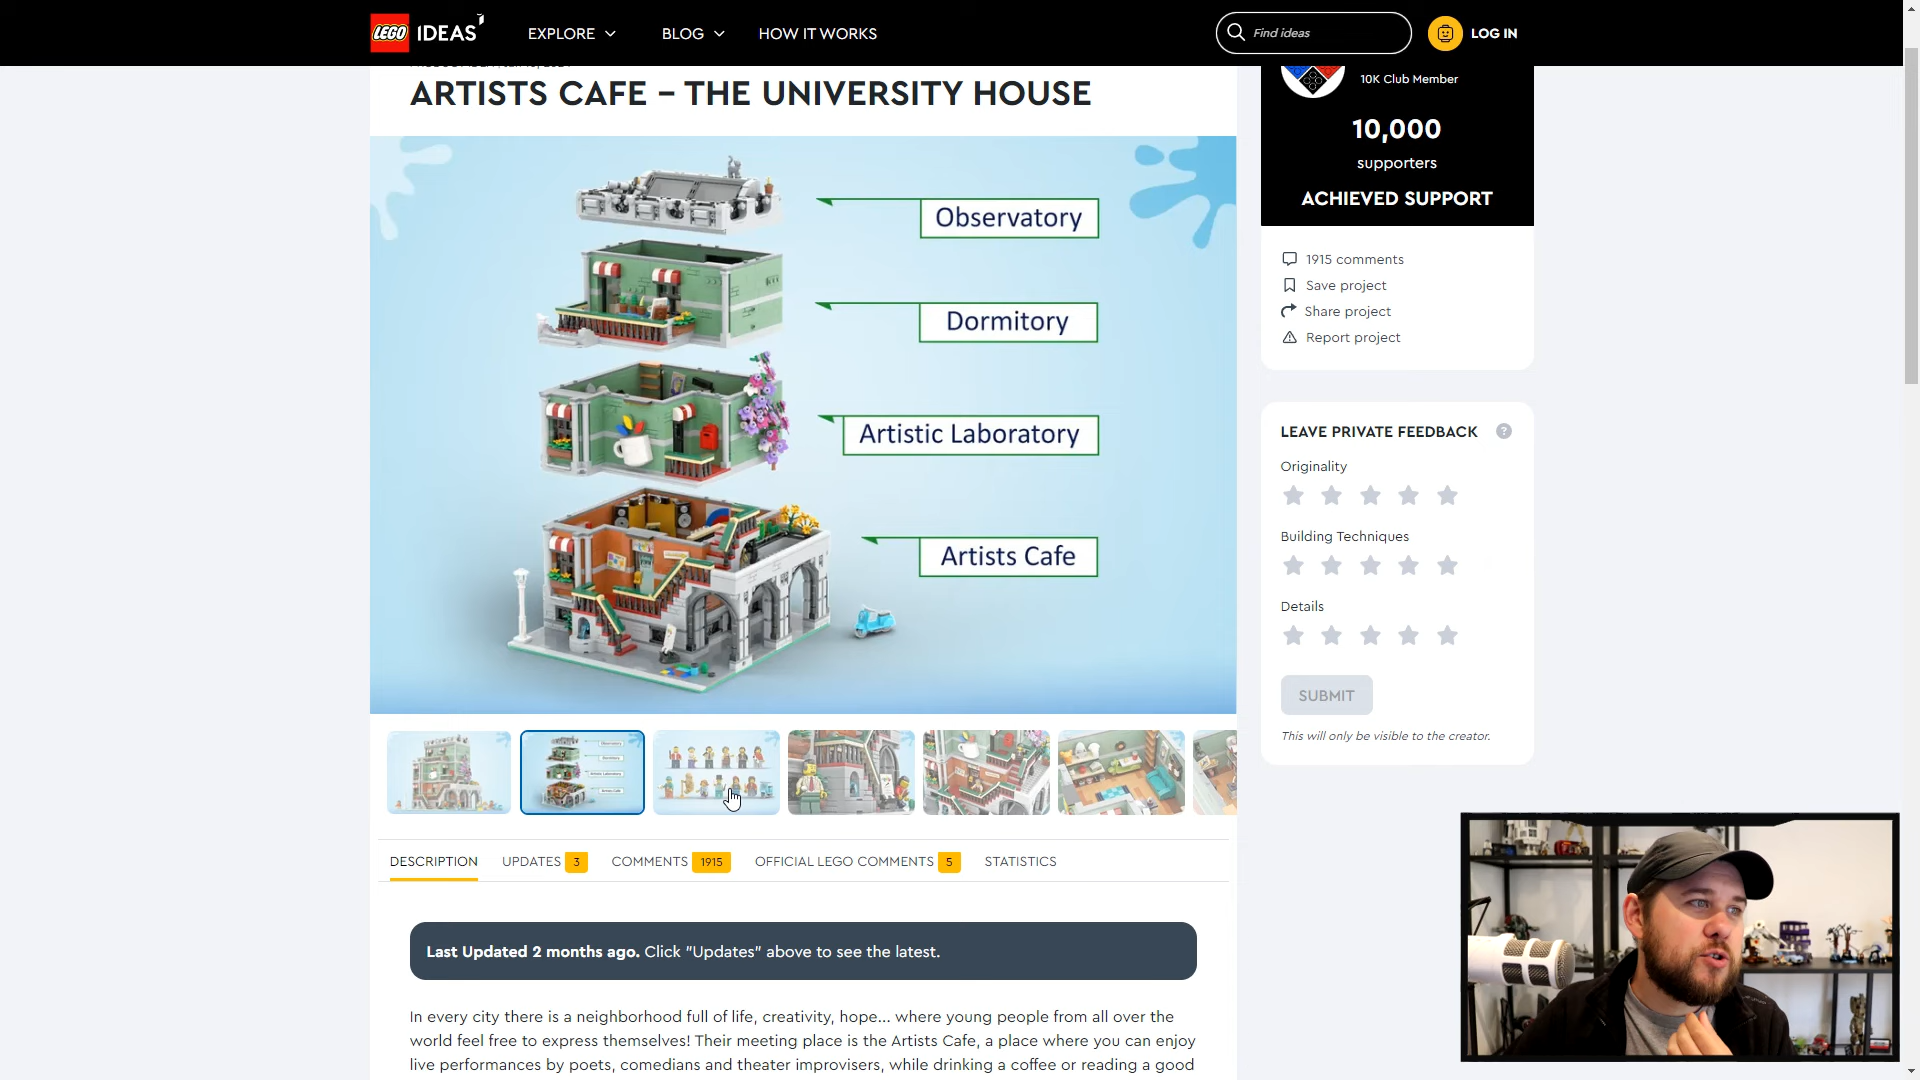 LEGO IDEAS
EXPLORE
BLOG
HOW IT WORKS
Find ideas
LOG IN
ARTISTS CAFE – THE UNIVERSITY HOUSE
10K Club Member
10,000
supporters
ACHIEVED SUPPORT
1915 comments
Save project
Share project
Report project
Observatory
Dormitory
Artistic Laboratory
Artists Cafe
LEAVE PRIVATE FEEDBACK ?
Originality
Building Techniques
Details
SUBMIT
This will only be visible to the creator.
DESCRIPTION
UPDATES 3
COMMENTS 1915
OFFICIAL LEGO COMMENTS 5
STATISTICS
Last Updated 2 months ago. Click "Updates" above to see the latest.
In every city there is a neighborhood full of life, creativity, hope... where young people from all over the
world feel free to express themselves! Their meeting place is the Artists Cafe, a place where you can enjoy
live performances by poets, comedians and theater improvisers, while drinking a coffee or reading a good